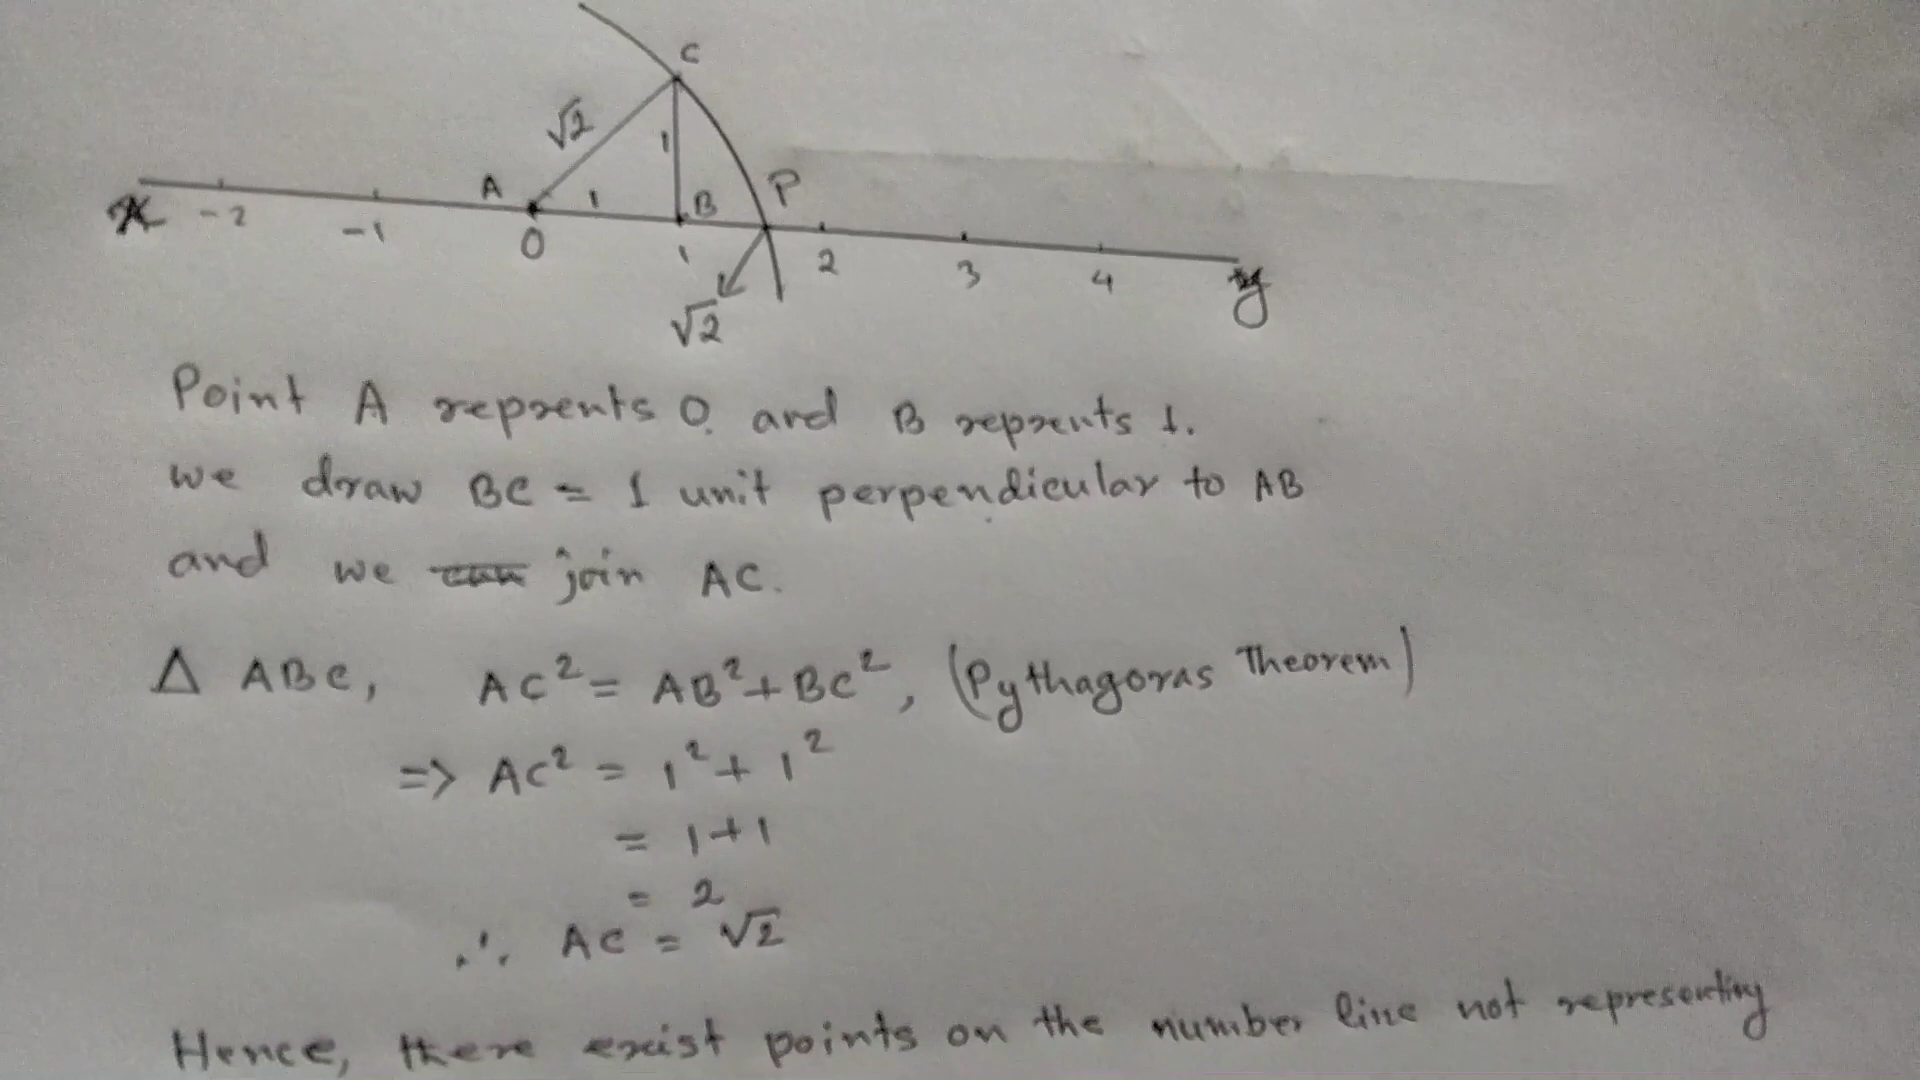 C
√2
1
A
1
B
P
x
-2
-1
0
1
2
3
4
y
√2
Point A reprents 0 and B reprents 1.
we draw BC = 1 unit perpendicular to AB
and we can join AC.
Δ ABC, AC² = AB² + BC², (Pythagoras Theorem)
=> AC² = 1² + 1²
= 1+1
= 2
∴ AC = √2
Hence, there exist points on the number line not representing